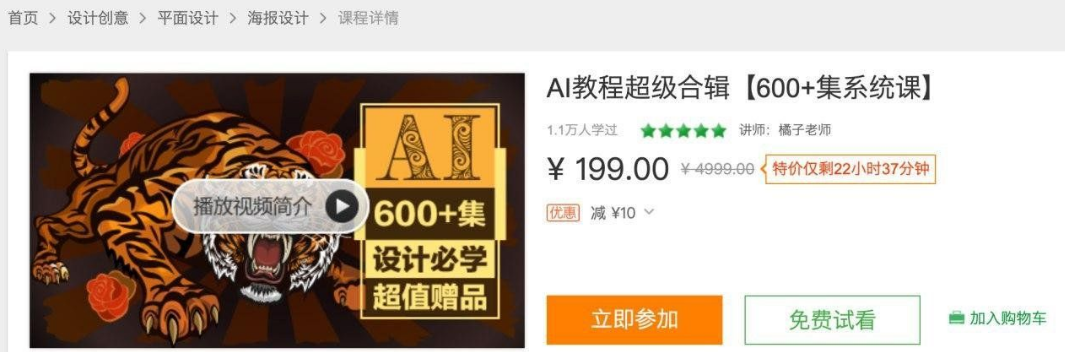 首页 > 设计创意 > 平面设计 > 海报设计 > 课程详情
AI
600+集
设计必学
超值赠品
播放视频简介
AI教程超级合辑【600+集系统课】
1.1万人学过 讲师：橘子老师
¥ 199.00 ¥ 4999.00 特价仅剩22小时37分钟
优惠 减 ¥10
立即参加 免费试看 加入购物车